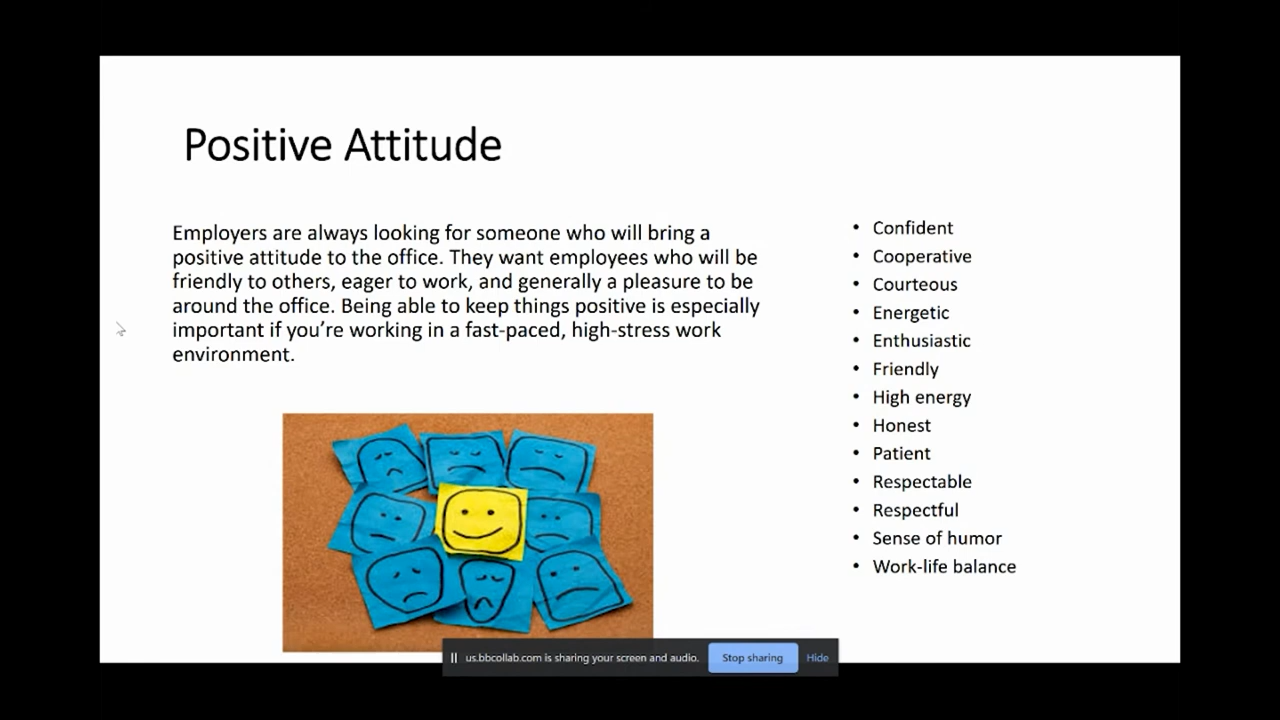 Positive Attitude
Employers are always looking for someone who will bring a
positive attitude to the office. They want employees who will be
friendly to others, eager to work, and generally a pleasure to be
around the office. Being able to keep things positive is especially
important if you’re working in a fast-paced, high-stress work
environment.
• Confident
• Cooperative
• Courteous
• Energetic
• Enthusiastic
• Friendly
• High energy
• Honest
• Patient
• Respectable
• Respectful
• Sense of humor
• Work-life balance
us.bbcollab.com is sharing your screen and audio. Stop sharing Hide